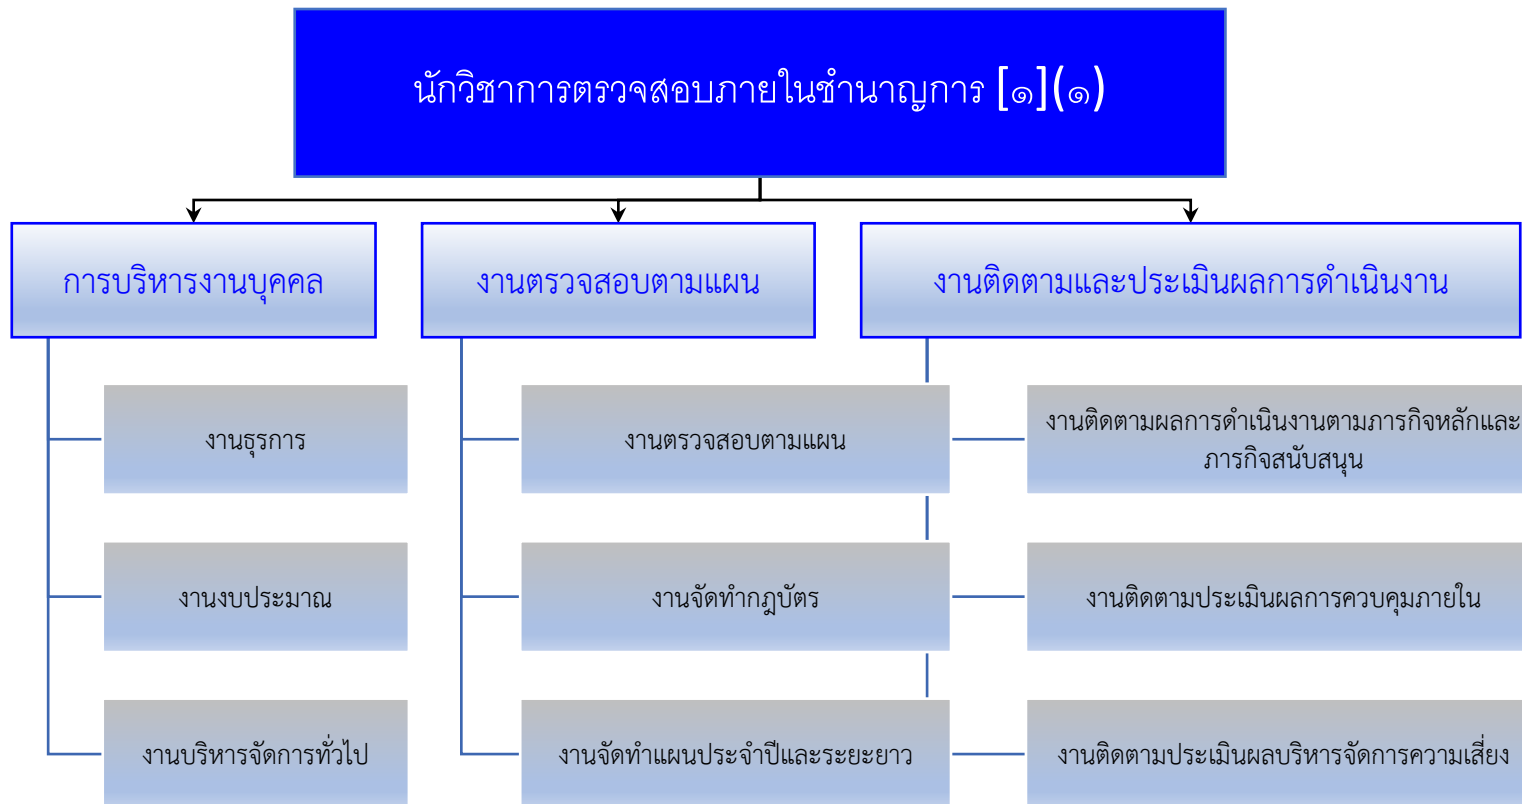 นักวิชาการตรวจสอบภายในชำนาญการ [๑](๑)
การบริหารงานบุคคล
งานธุรการ
งานงบประมาณ
งานบริหารจัดการทั่วไป
งานตรวจสอบตามแผน
งานตรวจสอบตามแผน
งานจัดทำกฎบัตร
งานจัดทำแผนประจำปีและระยะยาว
งานติดตามและประเมินผลการดำเนินงาน
งานติดตามผลการดำเนินงานตามภารกิจหลักและ
ภารกิจสนับสนุน
งานติดตามประเมินผลการควบคุมภายใน
งานติดตามประเมินผลบริหารจัดการความเสี่ยง